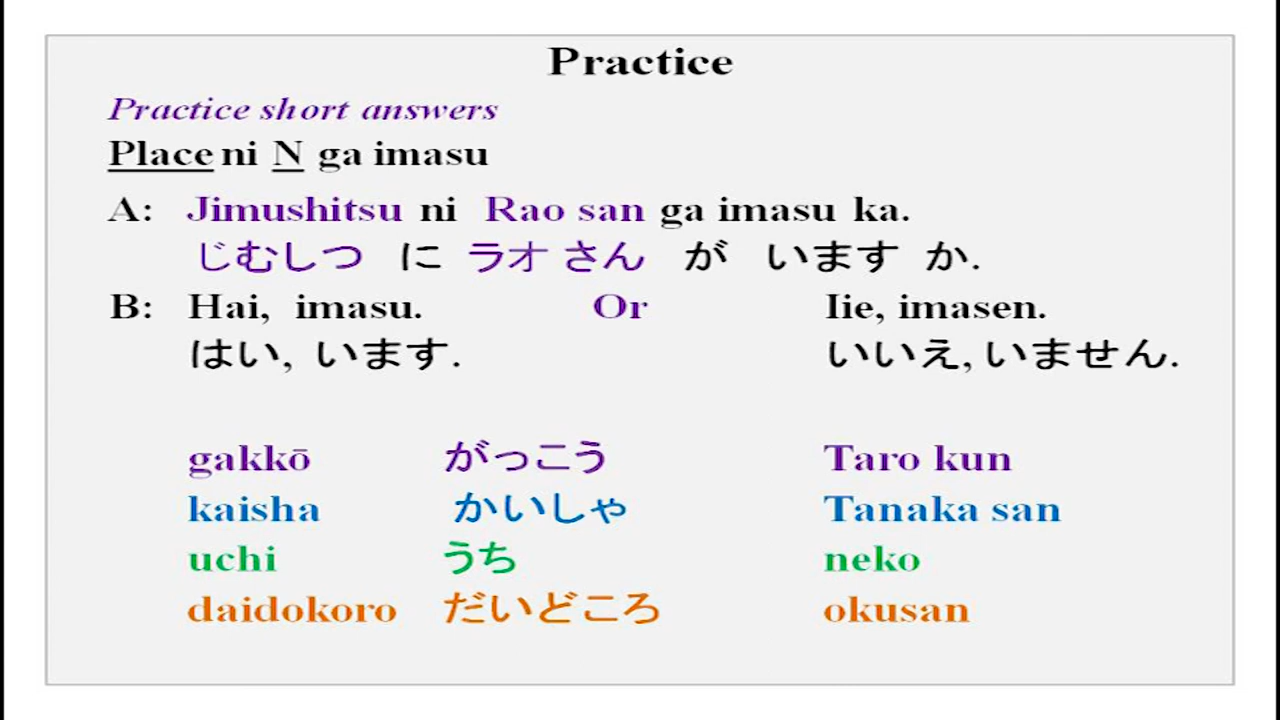 Practice
Practice short answers
Place ni N ga imasu
A: Jimushitsu ni Rao san ga imasu ka.
じむしつ に ラオ さん が います か.
B: Hai, imasu. Or Iie, imasen.
はい, います. いいえ, いません.
gakkō がっこう Taro kun
kaisha かいしゃ Tanaka san
uchi うち neko
daidokoro だいどころ okusan